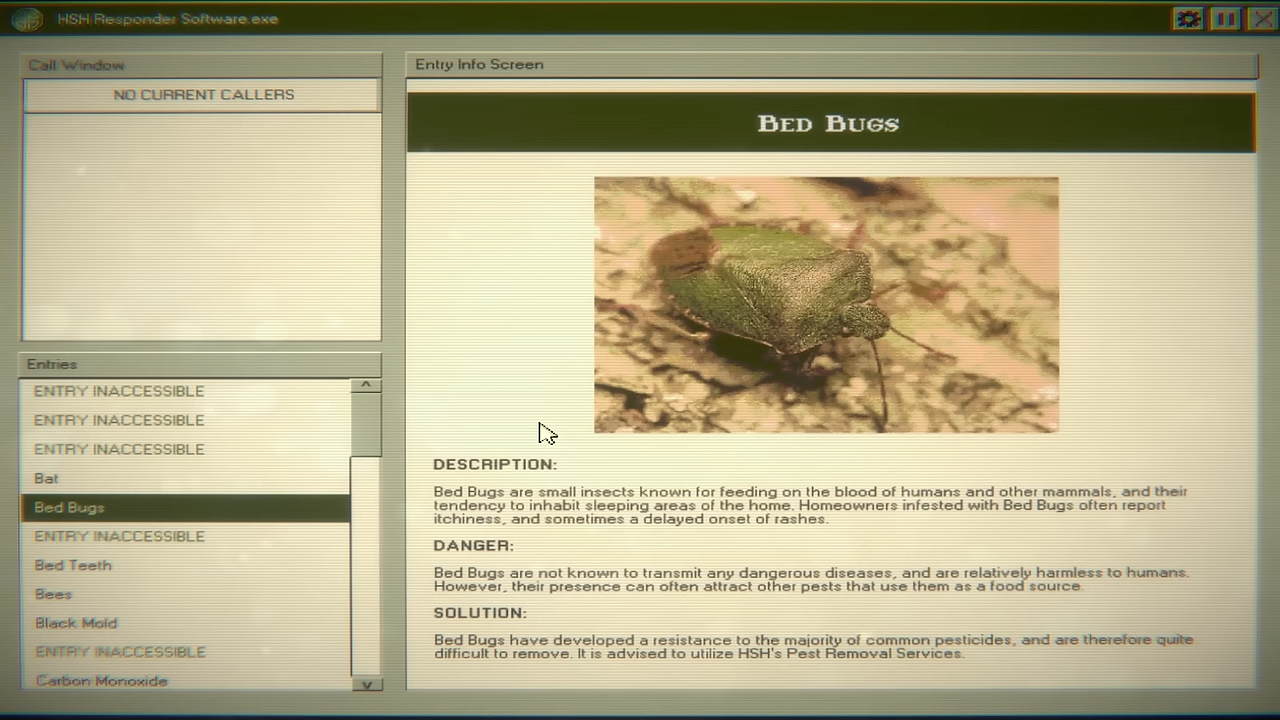 HSH Responder Software.exe
Call Window
NO CURRENT CALLERS
Entries
ENTRY INACCESSIBLE
ENTRY INACCESSIBLE
ENTRY INACCESSIBLE
Bat
Bed Bugs
ENTRY INACCESSIBLE
Bed Teeth
Bees
Black Mold
ENTRY INACCESSIBLE
Carbon Monoxide
Entry Info Screen
Bed Bugs
DESCRIPTION:
Bed Bugs are small insects known for feeding on the blood of humans and other mammals, and their
tendency to inhabit sleeping areas of the home. Homeowners infested with Bed Bugs often report
itchiness, and sometimes a delayed onset of rashes.
DANGER:
Bed Bugs are not known to transmit any dangerous diseases, and are relatively harmless to humans.
However, their presence can often attract other pests that use them as a food source.
SOLUTION:
Bed Bugs have developed a resistance to the majority of common pesticides, and are therefore quite
difficult to remove. It is advised to utilize HSH's Pest Removal Services.